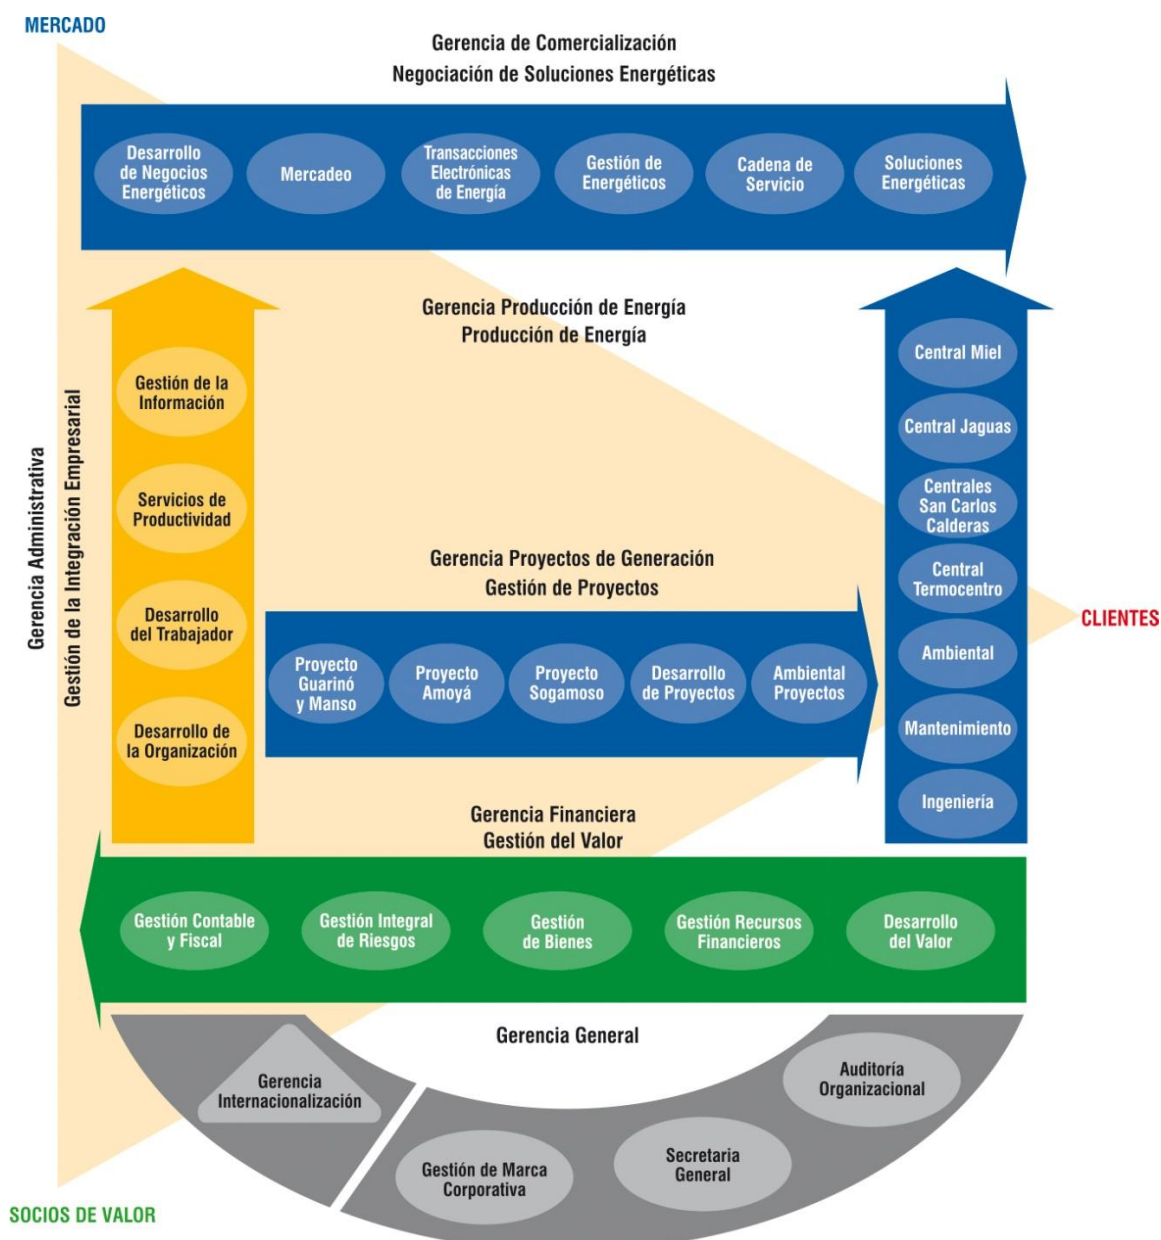 MERCADO
Gerencia de Comercialización
Negociación de Soluciones Energéticas
Desarrollo
de Negocios
Energéticos
Mercadeo
Transacciones
Electrónicas
de Energía
Gestión de
Energéticos
Cadena de
Servicio
Soluciones
Energéticas
Gerencia Producción de Energía
Producción de Energía
Central Miel
Central Jaguas
Centrales
San Carlos
Calderas
Central
Termocentro
Ambiental
Mantenimiento
Ingeniería
Gerencia Administrativa
Gestión de la Integración Empresarial
Gestión de la
Información
Servicios de
Productividad
Desarrollo
del Trabajador
Desarrollo de
la Organización
Gerencia Proyectos de Generación
Gestión de Proyectos
Proyecto
Guarinó
y Manso
Proyecto
Amoyá
Proyecto
Sogamoso
Desarrollo
de Proyectos
Ambiental
Proyectos
CLIENTES
Gerencia Financiera
Gestión del Valor
Gestión Contable
y Fiscal
Gestión Integral
de Riesgos
Gestión
de Bienes
Gestión Recursos
Financieros
Desarrollo
del Valor
Gerencia General
Gerencia
Internacionalización
Gestión de Marca
Corporativa
Secretaria
General
Auditoría
Organizacional
SOCIOS DE VALOR